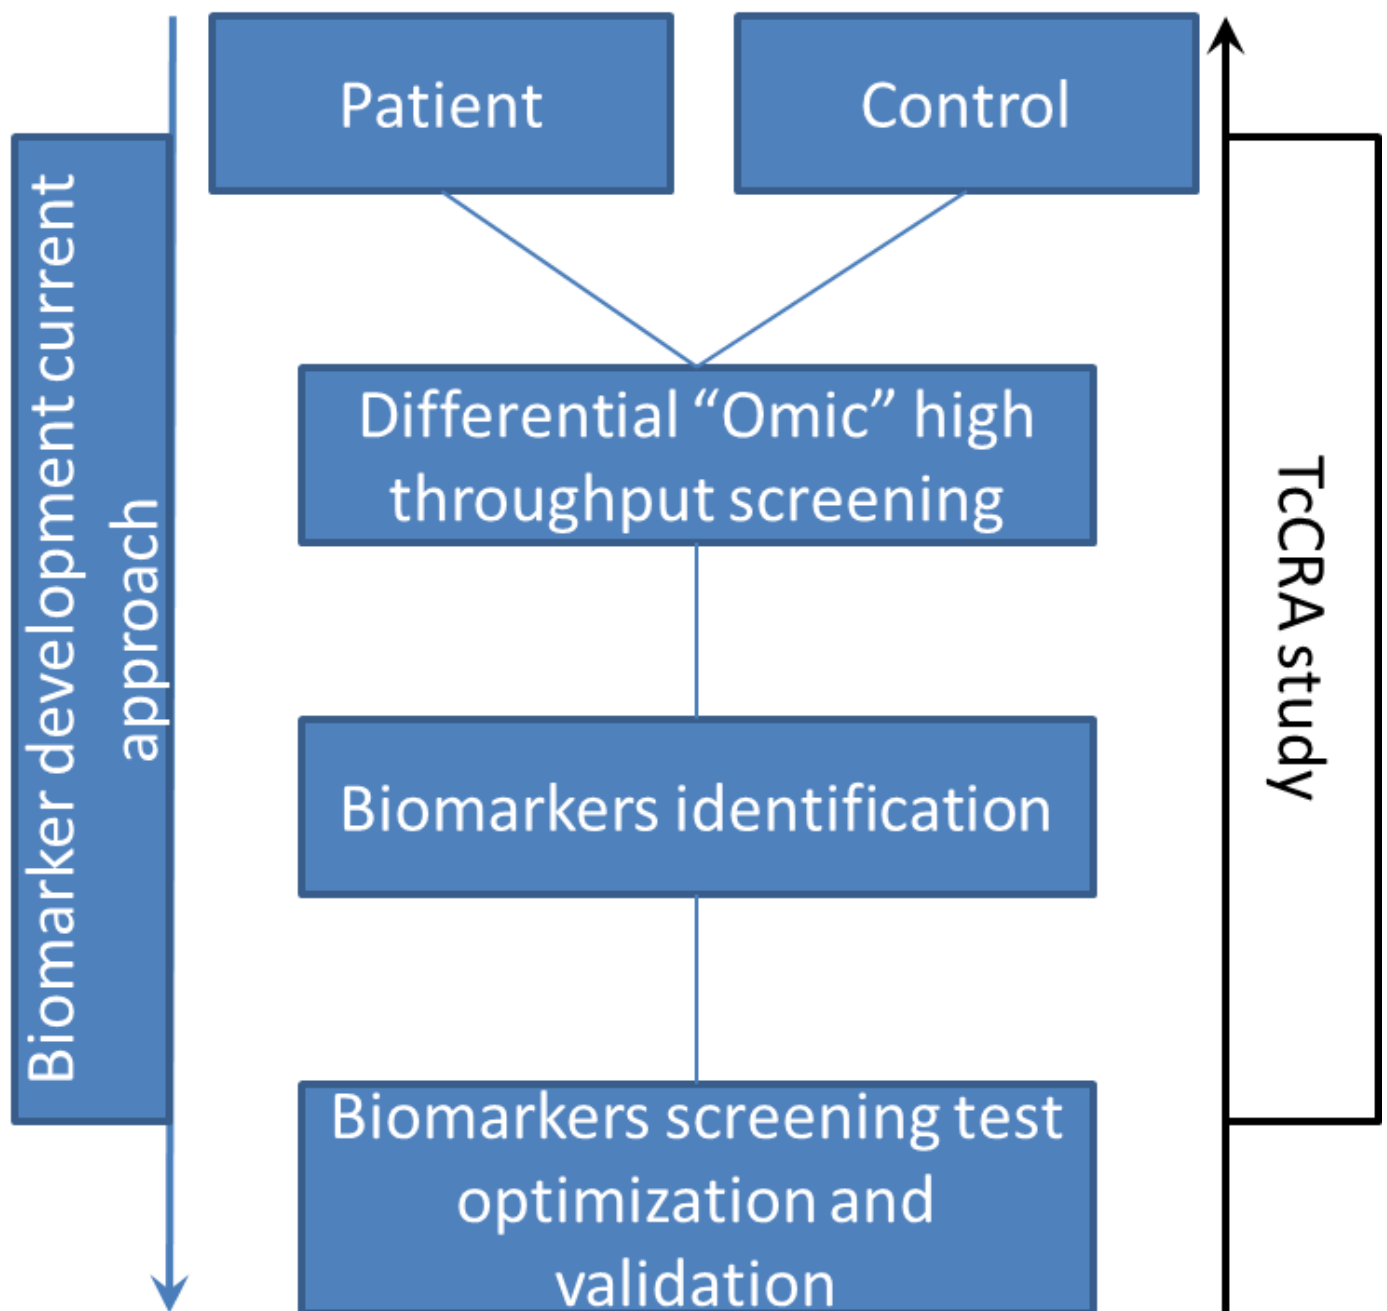 Patient
Control
Biomarker development current
approach
Differential “Omic” high
throughput screening
TcCRA study
Biomarkers identification
Biomarkers screening test
optimization and
validation